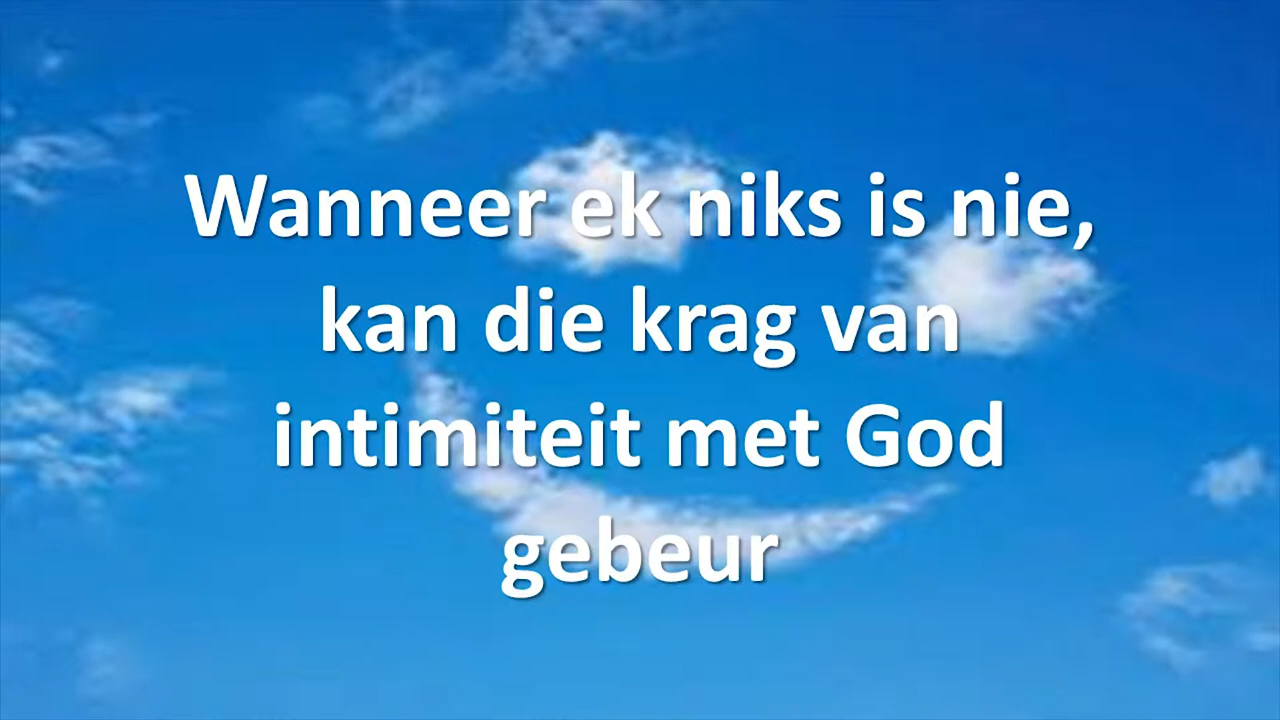 Wanneer ek niks is nie,
kan die krag van
intimiteit met God
gebeur